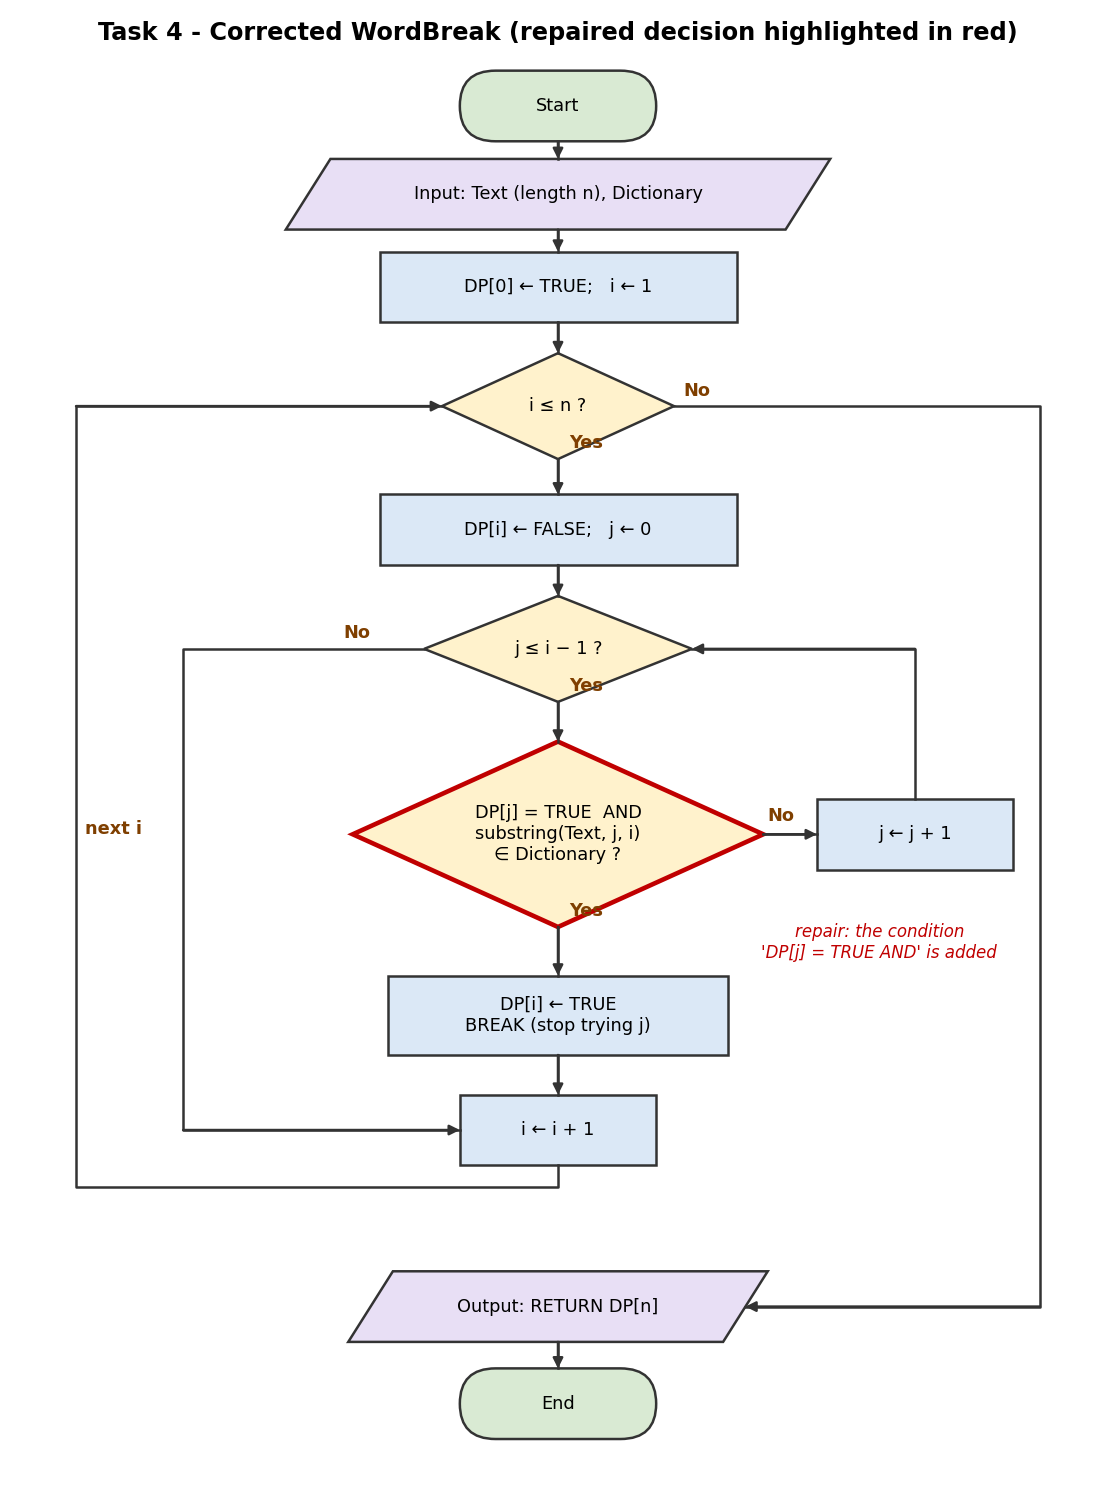 Task 4 - Corrected WordBreak (repaired decision highlighted in red)
Start
Input: Text (length n), Dictionary
DP[0] ← TRUE;   i ← 1
i ≤ n ?
No
Yes
DP[i] ← FALSE;   j ← 0
No
j ≤ i − 1 ?
Yes
DP[j] = TRUE  AND
substring(Text, j, i)
∈ Dictionary ?
No
j ← j + 1
next i
Yes
repair: the condition
'DP[j] = TRUE AND' is added
DP[i] ← TRUE
BREAK (stop trying j)
i ← i + 1
Output: RETURN DP[n]
End